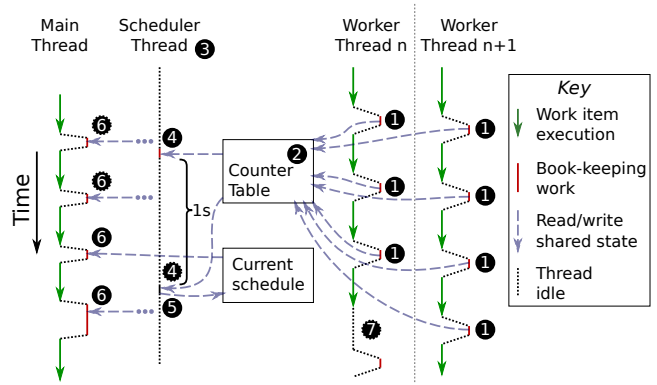 Main
Thread
Scheduler
Thread 3
Worker
Thread n
Worker
Thread n+1
6
4
2
Counter
Table
1
1
6
1
1
1s
Time
6
4
Current
schedule
1
1
6
5
7
1
Key
Work item
execution
Book-keeping
work
Read/write
shared state
Thread
idle